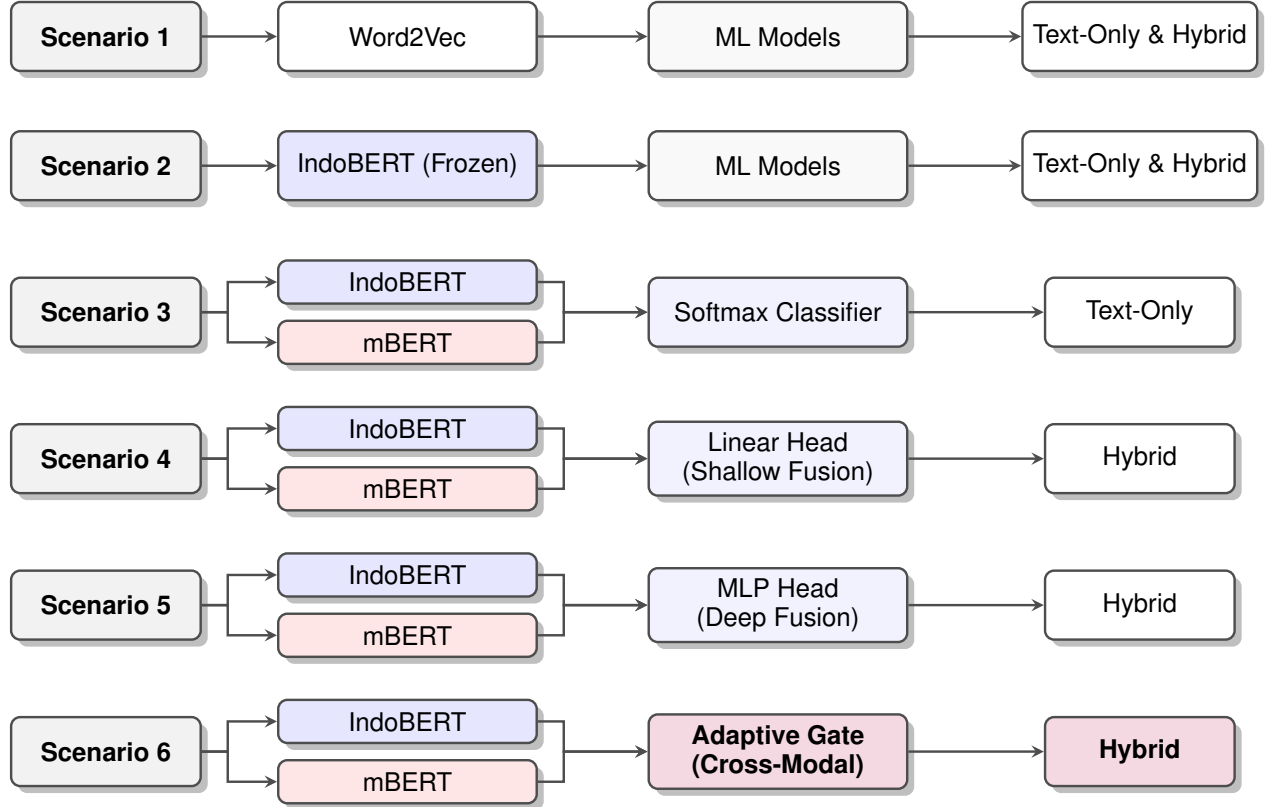 Scenario 1
Word2Vec
ML Models
Text-Only & Hybrid
Scenario 2
IndoBERT (Frozen)
ML Models
Text-Only & Hybrid
Scenario 3
IndoBERT
mBERT
Softmax Classifier
Text-Only
Scenario 4
IndoBERT
mBERT
Linear Head
(Shallow Fusion)
Hybrid
Scenario 5
IndoBERT
mBERT
MLP Head
(Deep Fusion)
Hybrid
Scenario 6
IndoBERT
mBERT
Adaptive Gate
(Cross-Modal)
Hybrid